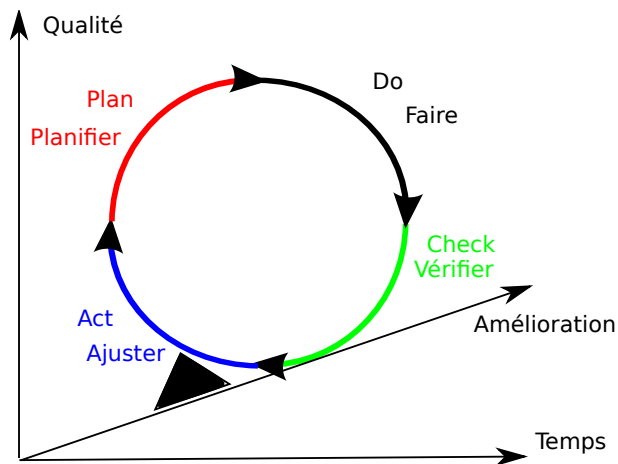 Qualité
Plan
Planifier
Do
Faire
Check
Vérifier
Act
Ajuster
Amélioration
Temps